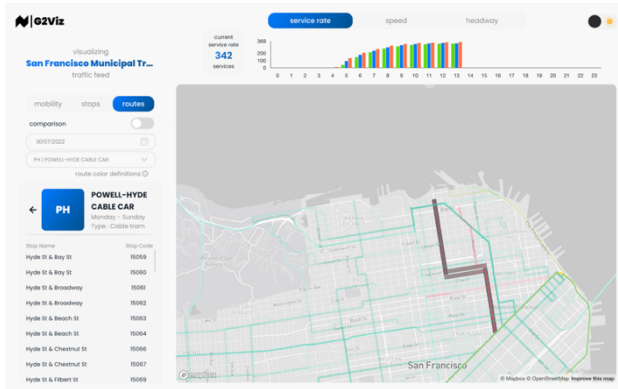 G2Viz
visualizing
San Francisco Municipal Tr...
traffic feed
mobility stops routes
comparison
30/07/2022
PH | POWELL-HYDE CABLE CAR
route color definitions
PH
POWELL-HYDE
CABLE CAR
Monday - Sunday
Type : Cable tram
Stop Name Stop Code
Hyde St & Bay St 15059
Hyde St & Bay St 15060
Hyde St & Broadway 15061
Hyde St & Broadway 15062
Hyde St & Beach St 15063
Hyde St & Beach St 15064
Hyde St & Chestnut St 15066
Hyde St & Chestnut St 15067
Hyde St & Filbert St 15069
service rate speed headway
current
service rate
342
services
369
200
100
0
0 1 2 3 4 5 6 7 8 9 10 11 12 13 14 15 16 17 18 19 20 21 22 23
San Francisco
mapbox
© Mapbox © OpenStreetMap Improve this map